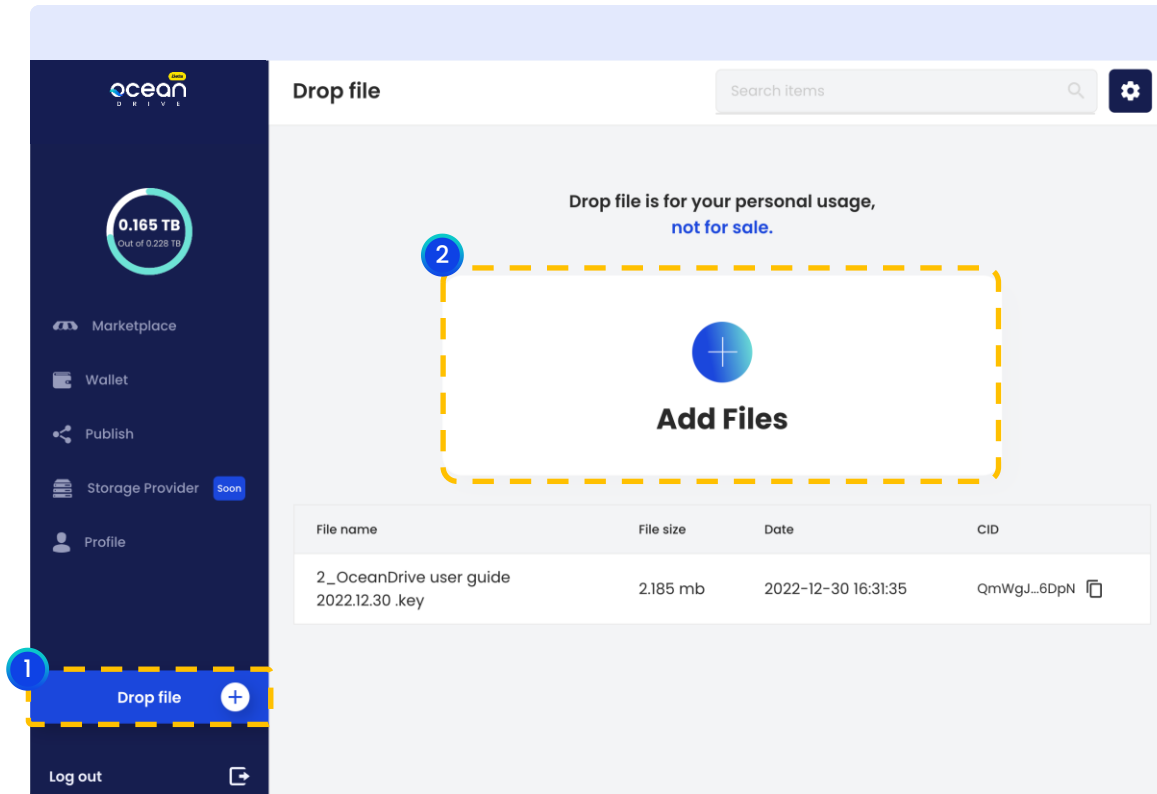 Beta
ocean
DRIVE
Drop file
Search items
0.165 TB
Out of 0.228 TB
Marketplace
Wallet
Publish
Storage Provider Soon
Profile
1
Drop file
Log out
Drop file is for your personal usage,
not for sale.
2
Add Files
File name File size Date CID
2_OceanDrive user guide
2022.12.30 .key
2.185 mb 2022-12-30 16:31:35 QmWgJ...6DpN